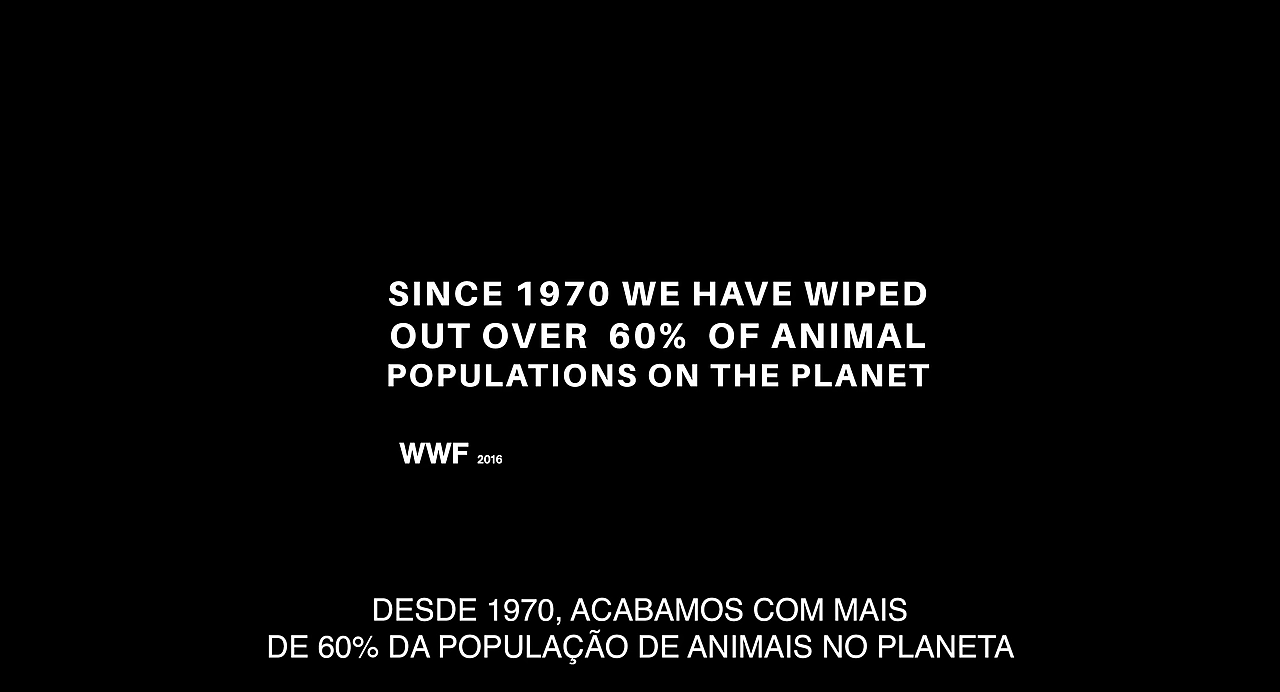 SINCE 1970 WE HAVE WIPED
OUT OVER 60% OF ANIMAL
POPULATIONS ON THE PLANET
WWF 2016
DESDE 1970, ACABAMOS COM MAIS
DE 60% DA POPULAÇÃO DE ANIMAIS NO PLANETA